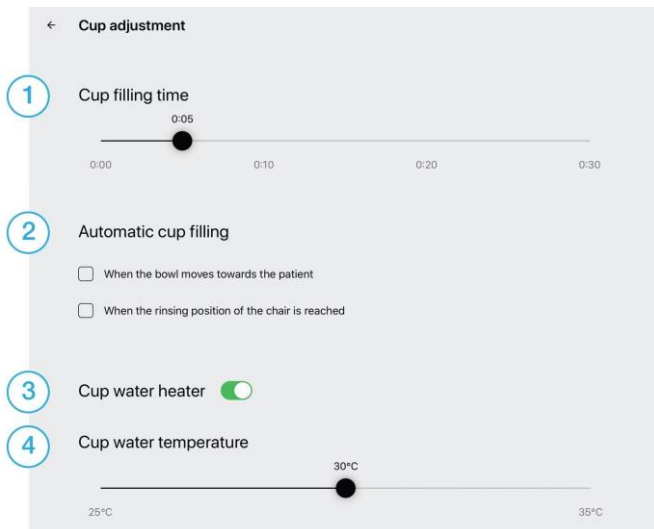 ← Cup adjustment
1 Cup filling time
0:05
0:00 0:10 0:20 0:30
2 Automatic cup filling
When the bowl moves towards the patient
When the rinsing position of the chair is reached
3 Cup water heater
4 Cup water temperature
30°C
25°C 35°C